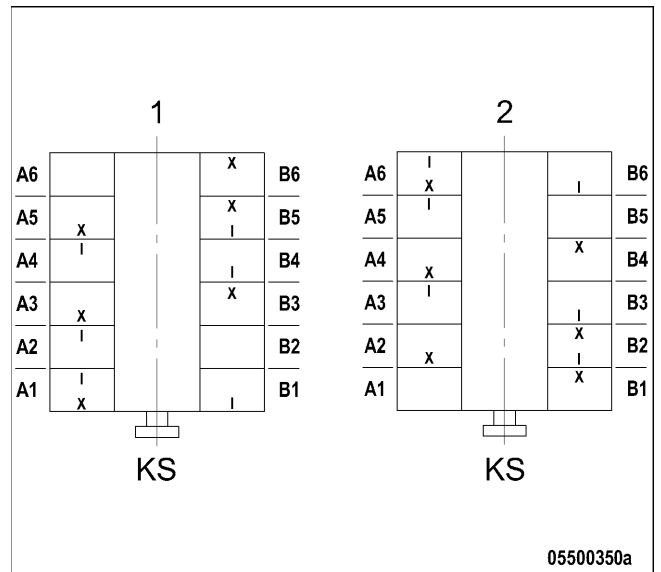 1
X
A6 B6
X
A5 B5
X I
I
A4 B4
I
X
A3 B3
X
I
A2 B2
I
A1 B1
X I
KS
2
I
A6 B6
X I
I
A5 B5
X
A4 B4
X
I
A3 B3
I
X
A2 B2
X I
X
A1 B1
KS
05500350a